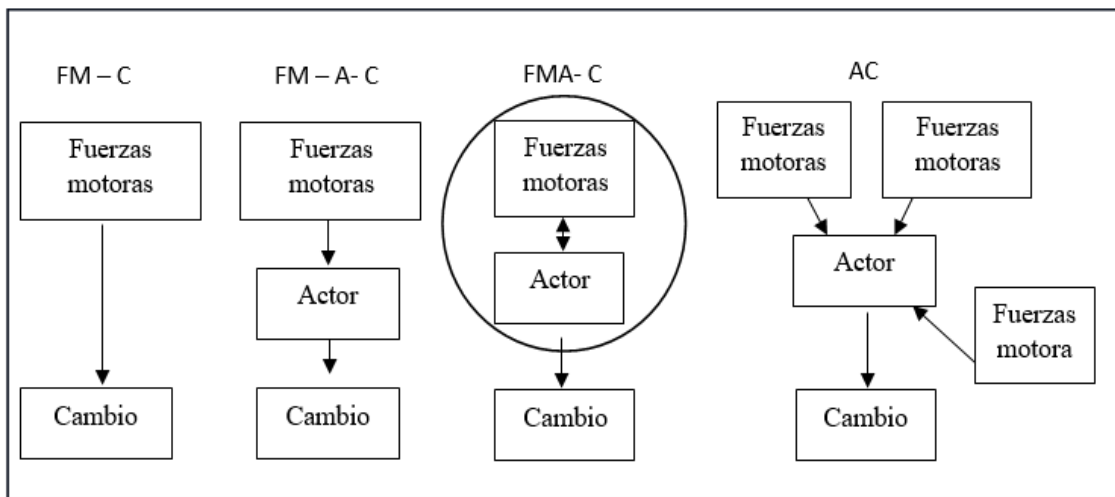 FM – C
Fuerzas
motoras
Cambio
FM – A- C
Fuerzas
motoras
Actor
Cambio
FMA- C
Fuerzas
motoras
Actor
Cambio
AC
Fuerzas
motoras
Fuerzas
motoras
Actor
Fuerzas
motora
Cambio